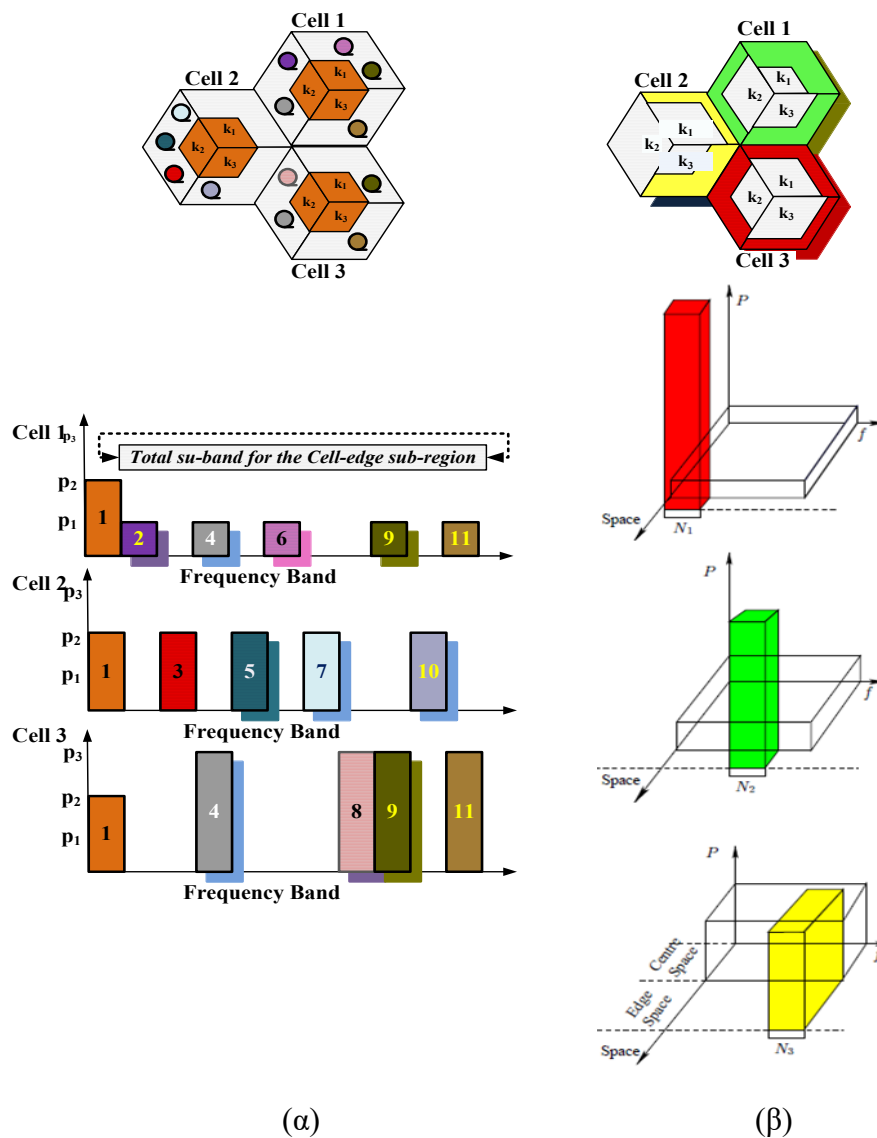 Cell 1
Cell 2
k₁
k₂
k₃
k₁
k₂
k₃
k₁
k₂
k₃
Cell 3
Cell 1
Cell 2
k₁
k₂
k₃
k₁
k₂
k₃
k₁
k₂
k₃
Cell 3
Cell 1
p₃
Total su-band for the Cell-edge sub-region
p₂
p₁
1
2
4
6
9
11
Frequency Band
Cell 2
p₃
p₂
p₁
1
3
5
7
10
Frequency Band
Cell 3
p₃
p₂
p₁
1
4
8
9
11
Frequency Band
P
f
Space
N₁
P
f
Space
N₂
P
Centre
Space
Edge
Space
Space
N₃
(α)
(β)